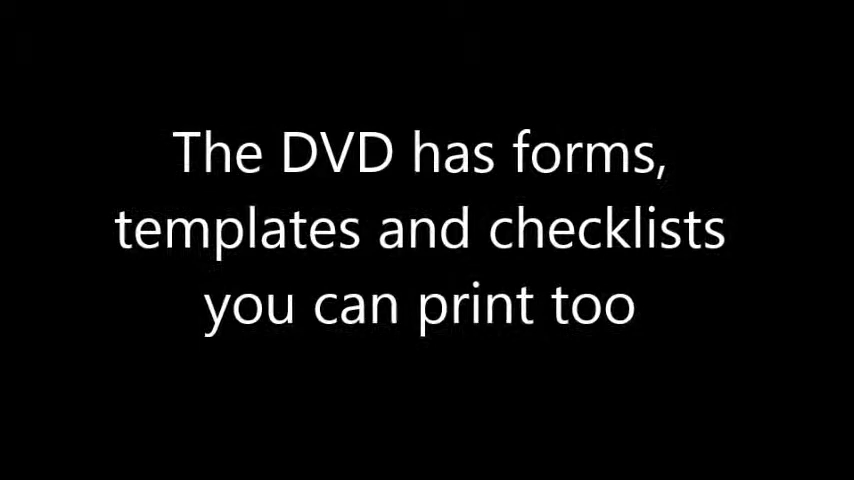 The DVD has forms,
templates and checklists
you can print too